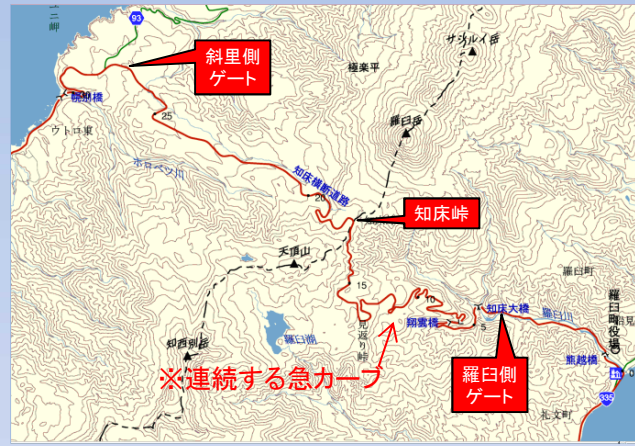 93
サシルイ岳
斜里側
ゲート
極楽平
幌別橋
羅臼岳
ウトロ東
25
ホロベツ川
知床横断道路
20
知床峠
天頂山
15
羅臼町
10
知床大橋
羅臼川
羅臼町役場
翔雲橋
5
見返り峠
羅臼湖
熊越橋
知西別岳
※連続する急カーブ
羅臼側
ゲート
335
礼文町